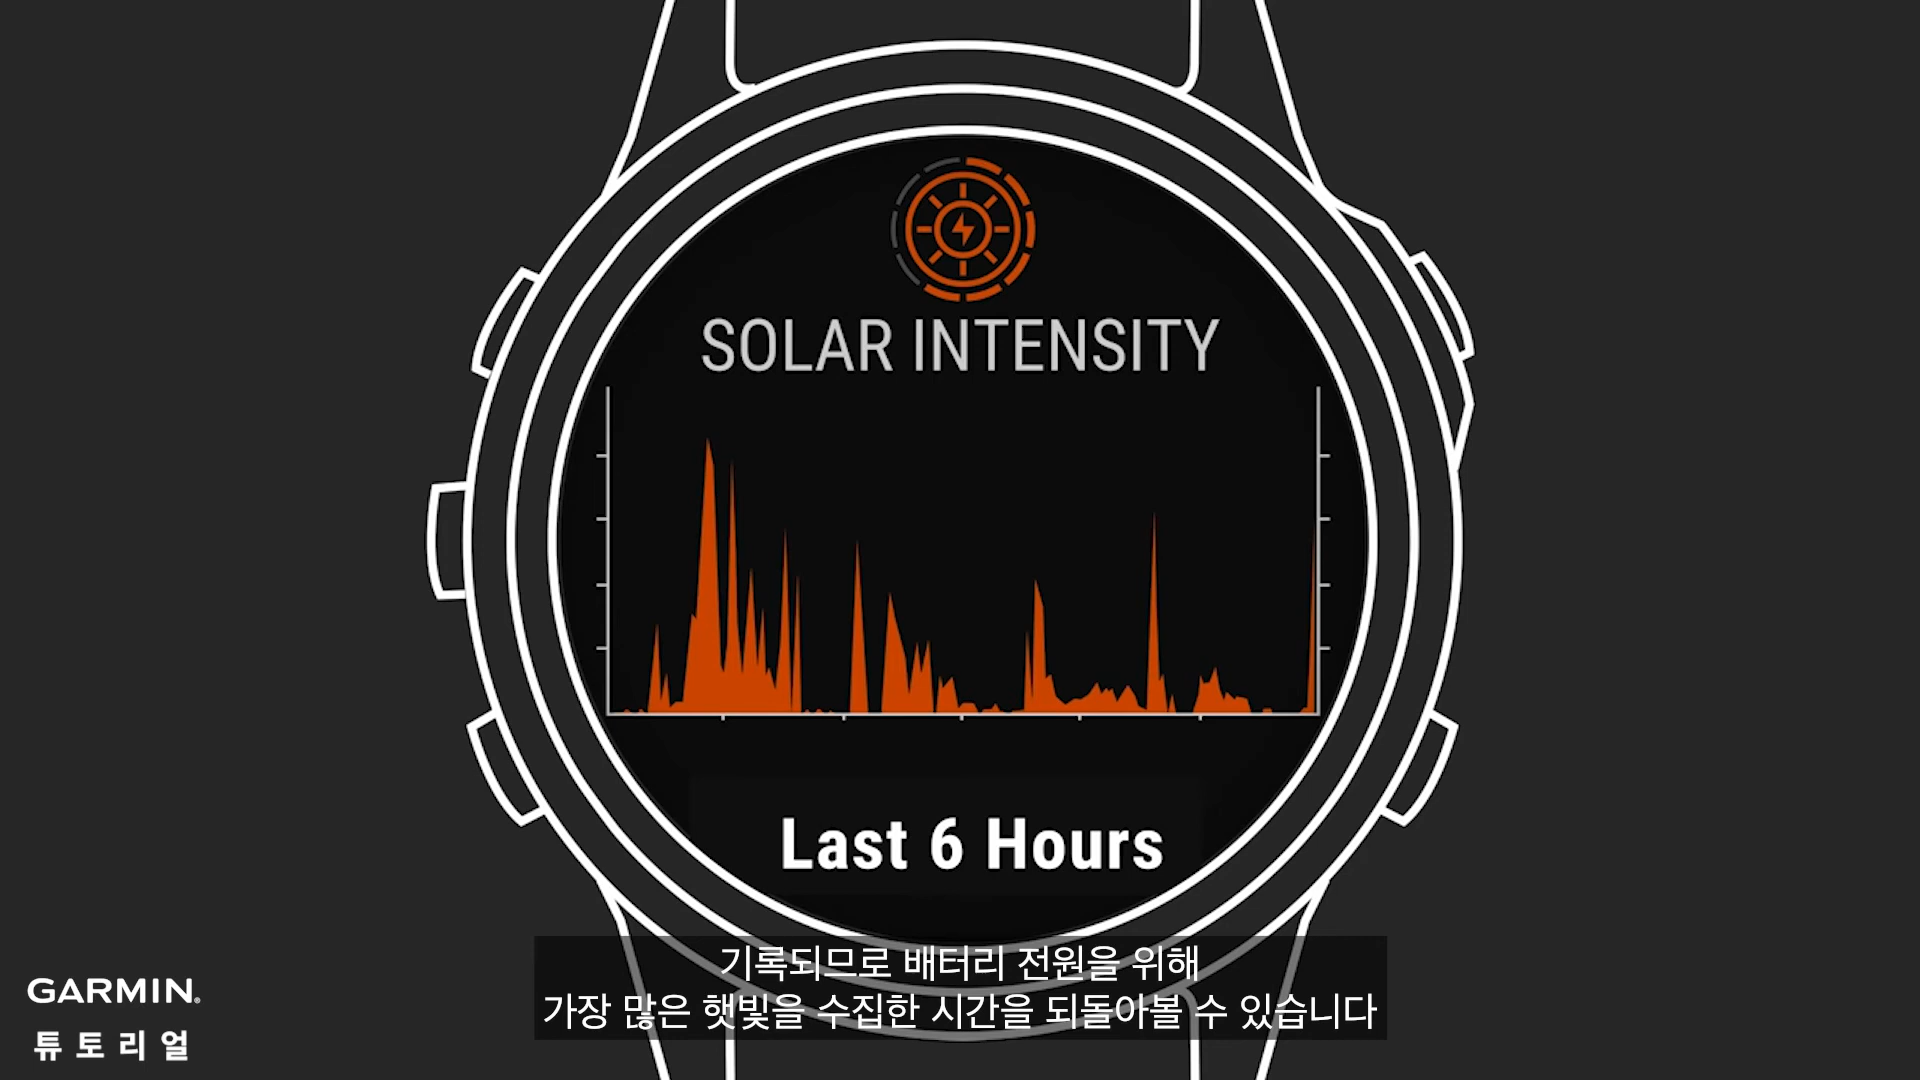 SOLAR INTENSITY
Last 6 Hours
기록되므로 배터리 전원을 위해
가장 많은 햇빛을 수집한 시간을 되돌아볼 수 있습니다
GARMIN®
튜토리얼